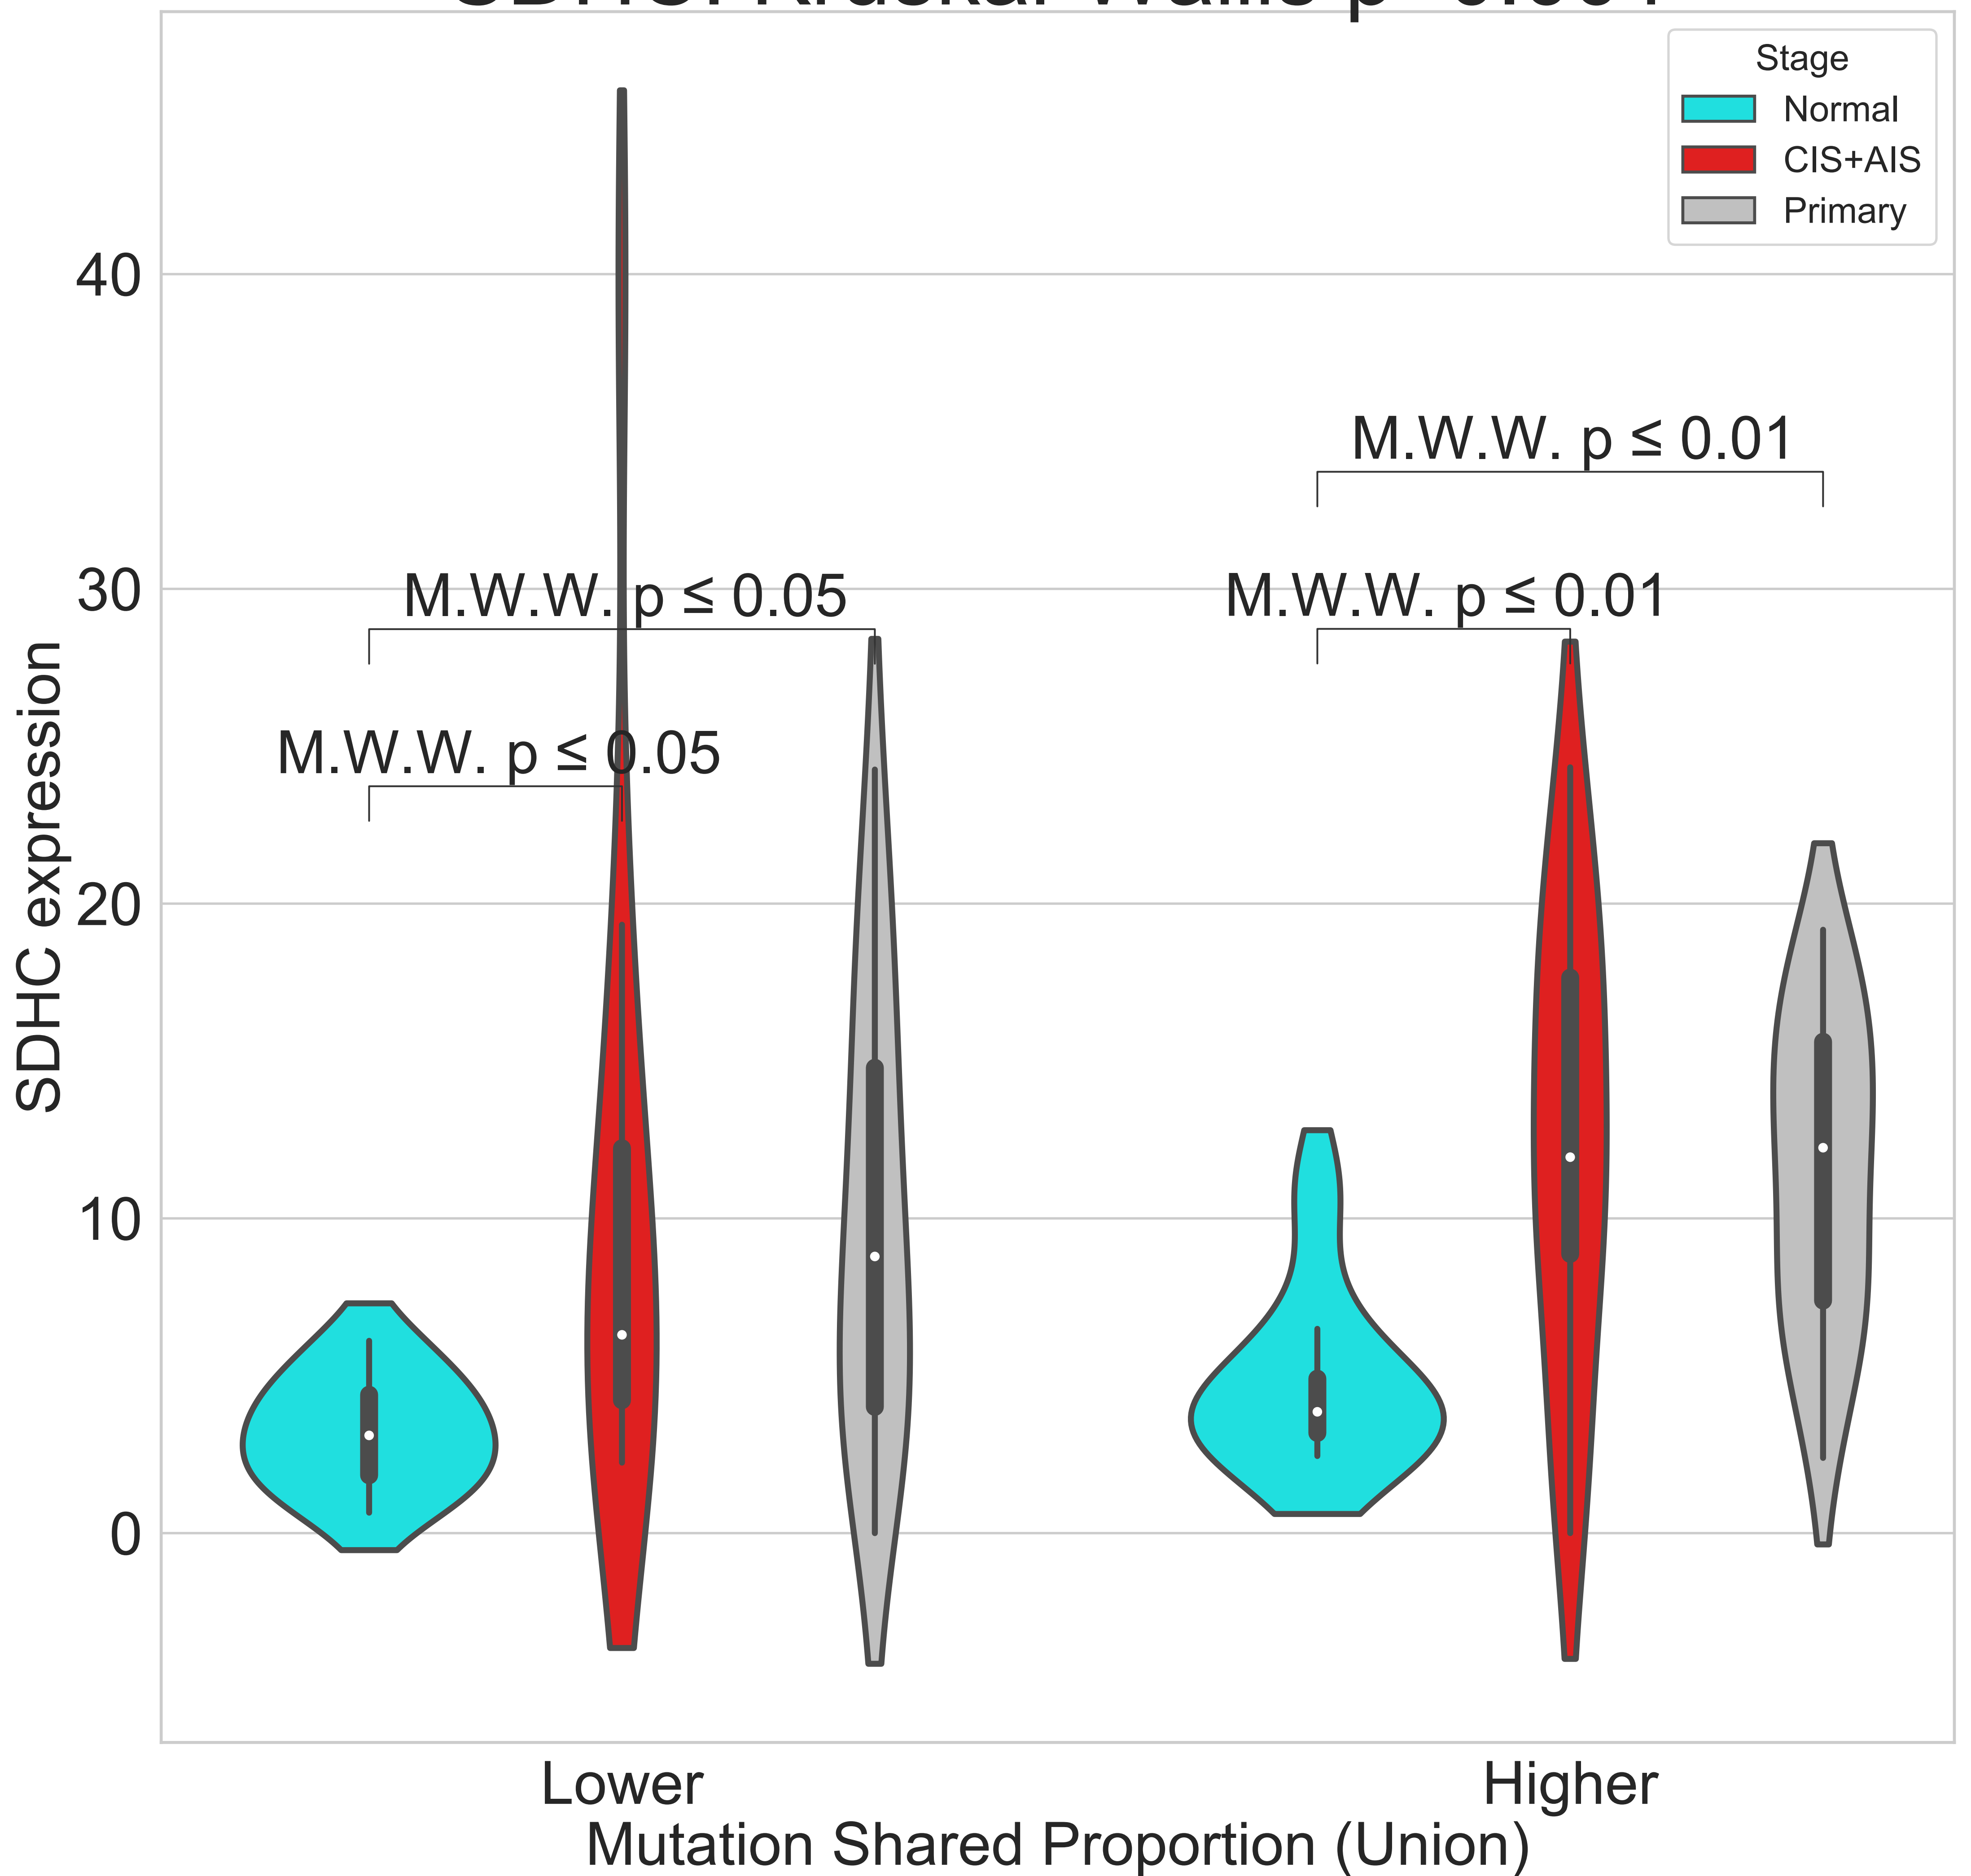 Stage
Normal
CIS+AIS
Primary
40
30
20
10
0
SDHC expression
M.W.W. p ≤ 0.01
M.W.W. p ≤ 0.05
M.W.W. p ≤ 0.01
M.W.W. p ≤ 0.05
Lower
Higher
Mutation Shared Proportion (Union)